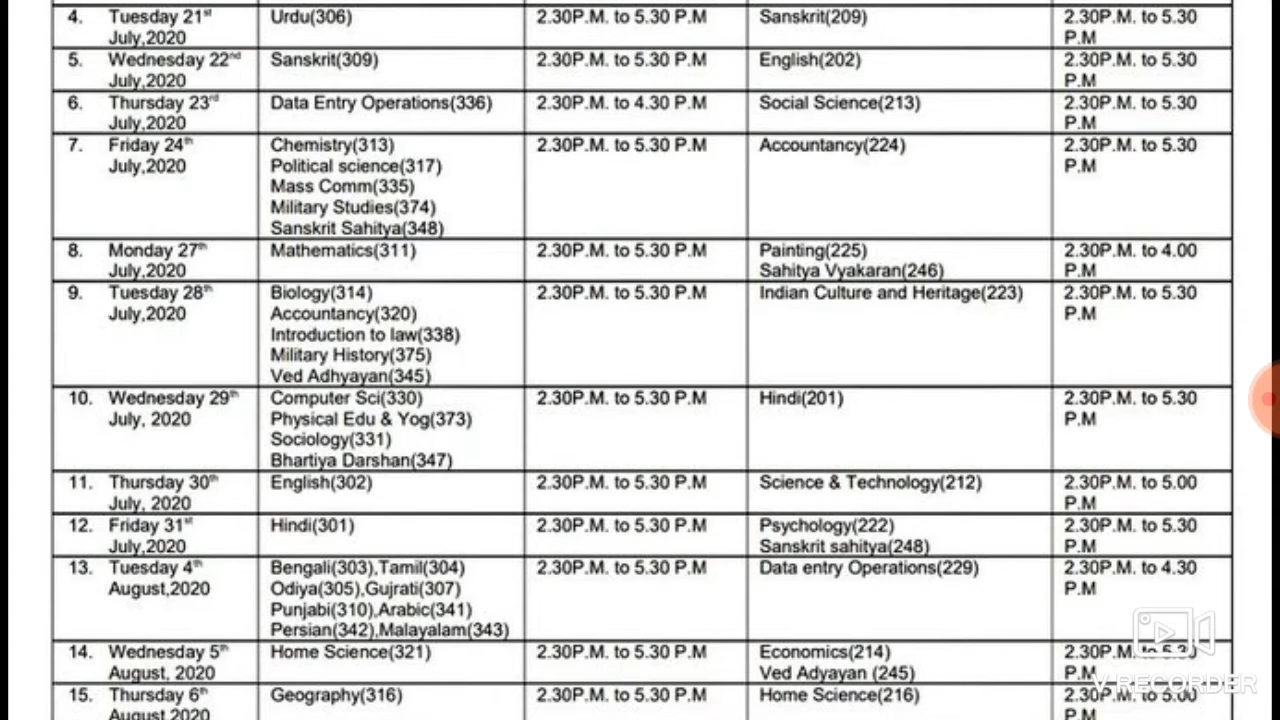 4. Tuesday 21st Urdu(306) 2.30P.M. to 5.30 P.M Sanskrit(209) 2.30P.M. to 5.30
July,2020 P.M
5. Wednesday 22nd Sanskrit(309) 2.30P.M. to 5.30 P.M English(202) 2.30P.M. to 5.30
July,2020 P.M
6. Thursday 23rd Data Entry Operations(336) 2.30P.M. to 4.30 P.M Social Science(213) 2.30P.M. to 5.30
July,2020 P.M
7. Friday 24th Chemistry(313) 2.30P.M. to 5.30 P.M Accountancy(224) 2.30P.M. to 5.30
July,2020 Political science(317) P.M
Mass Comm(335)
Military Studies(374)
Sanskrit Sahitya(348)
8. Monday 27th Mathematics(311) 2.30P.M. to 5.30 P.M Painting(225) 2.30P.M. to 4.00
July,2020 Sahitya Vyakaran(246) P.M
9. Tuesday 28th Biology(314) 2.30P.M. to 5.30 P.M Indian Culture and Heritage(223) 2.30P.M. to 5.30
July,2020 Accountancy(320) P.M
Introduction to law(338)
Military History(375)
Ved Adhyayan(345)
10. Wednesday 29th Computer Sci(330) 2.30P.M. to 5.30 P.M Hindi(201) 2.30P.M. to 5.30
July, 2020 Physical Edu & Yog(373) P.M
Sociology(331)
Bhartiya Darshan(347)
11. Thursday 30th English(302) 2.30P.M. to 5.30 P.M Science & Technology(212) 2.30P.M. to 5.00
July, 2020 P.M
12. Friday 31st Hindi(301) 2.30P.M. to 5.30 P.M Psychology(222) 2.30P.M. to 5.30
July,2020 Sanskrit sahitya(248) P.M
13. Tuesday 4th Bengali(303),Tamil(304) 2.30P.M. to 5.30 P.M Data entry Operations(229) 2.30P.M. to 4.30
August,2020 Odiya(305),Gujrati(307) P.M
Punjabi(310),Arabic(341)
Persian(342),Malayalam(343)
14. Wednesday 5th Home Science(321) 2.30P.M. to 5.30 P.M Economics(214) 2.30P.M. to 5.30
August, 2020 Ved Adyayan (245) P.M
15. Thursday 6th Geography(316) 2.30P.M. to 5.30 P.M Home Science(216) 2.30P.M. to 5.00
August,2020 P.M
V RECORDER